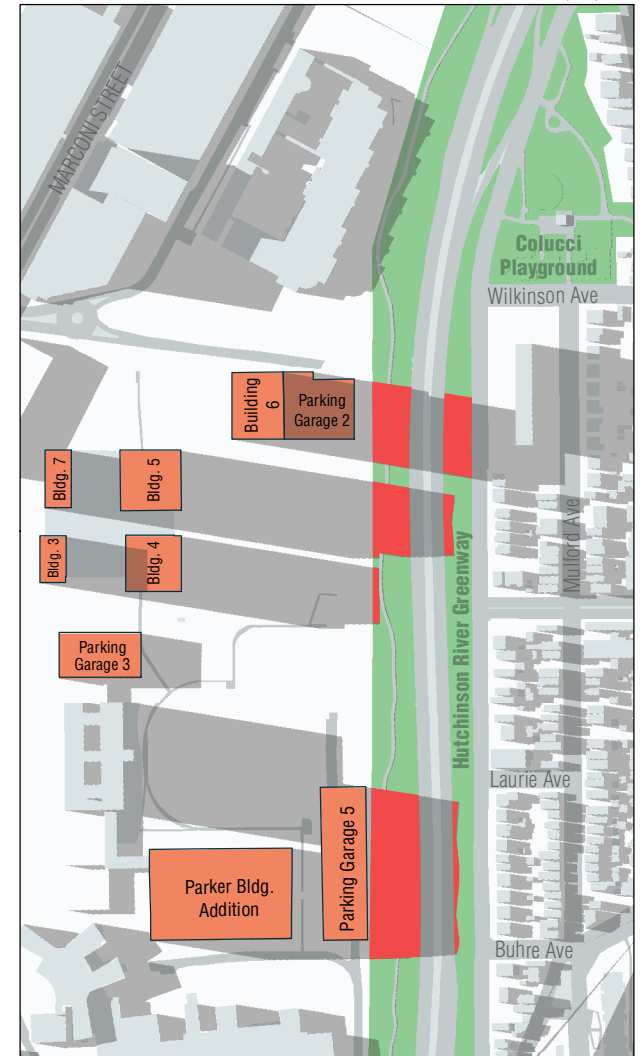 MARCONI STREET
Colucci
Playground
Wilkinson Ave
Building
6
Parking
Garage 2
Bldg. 7
Bldg. 5
Bldg. 3
Bldg. 4
Mulford Ave
Hutchinson River Greenway
Parking
Garage 3
Laurie Ave
Parking Garage 5
Parker Bldg.
Addition
Buhre Ave